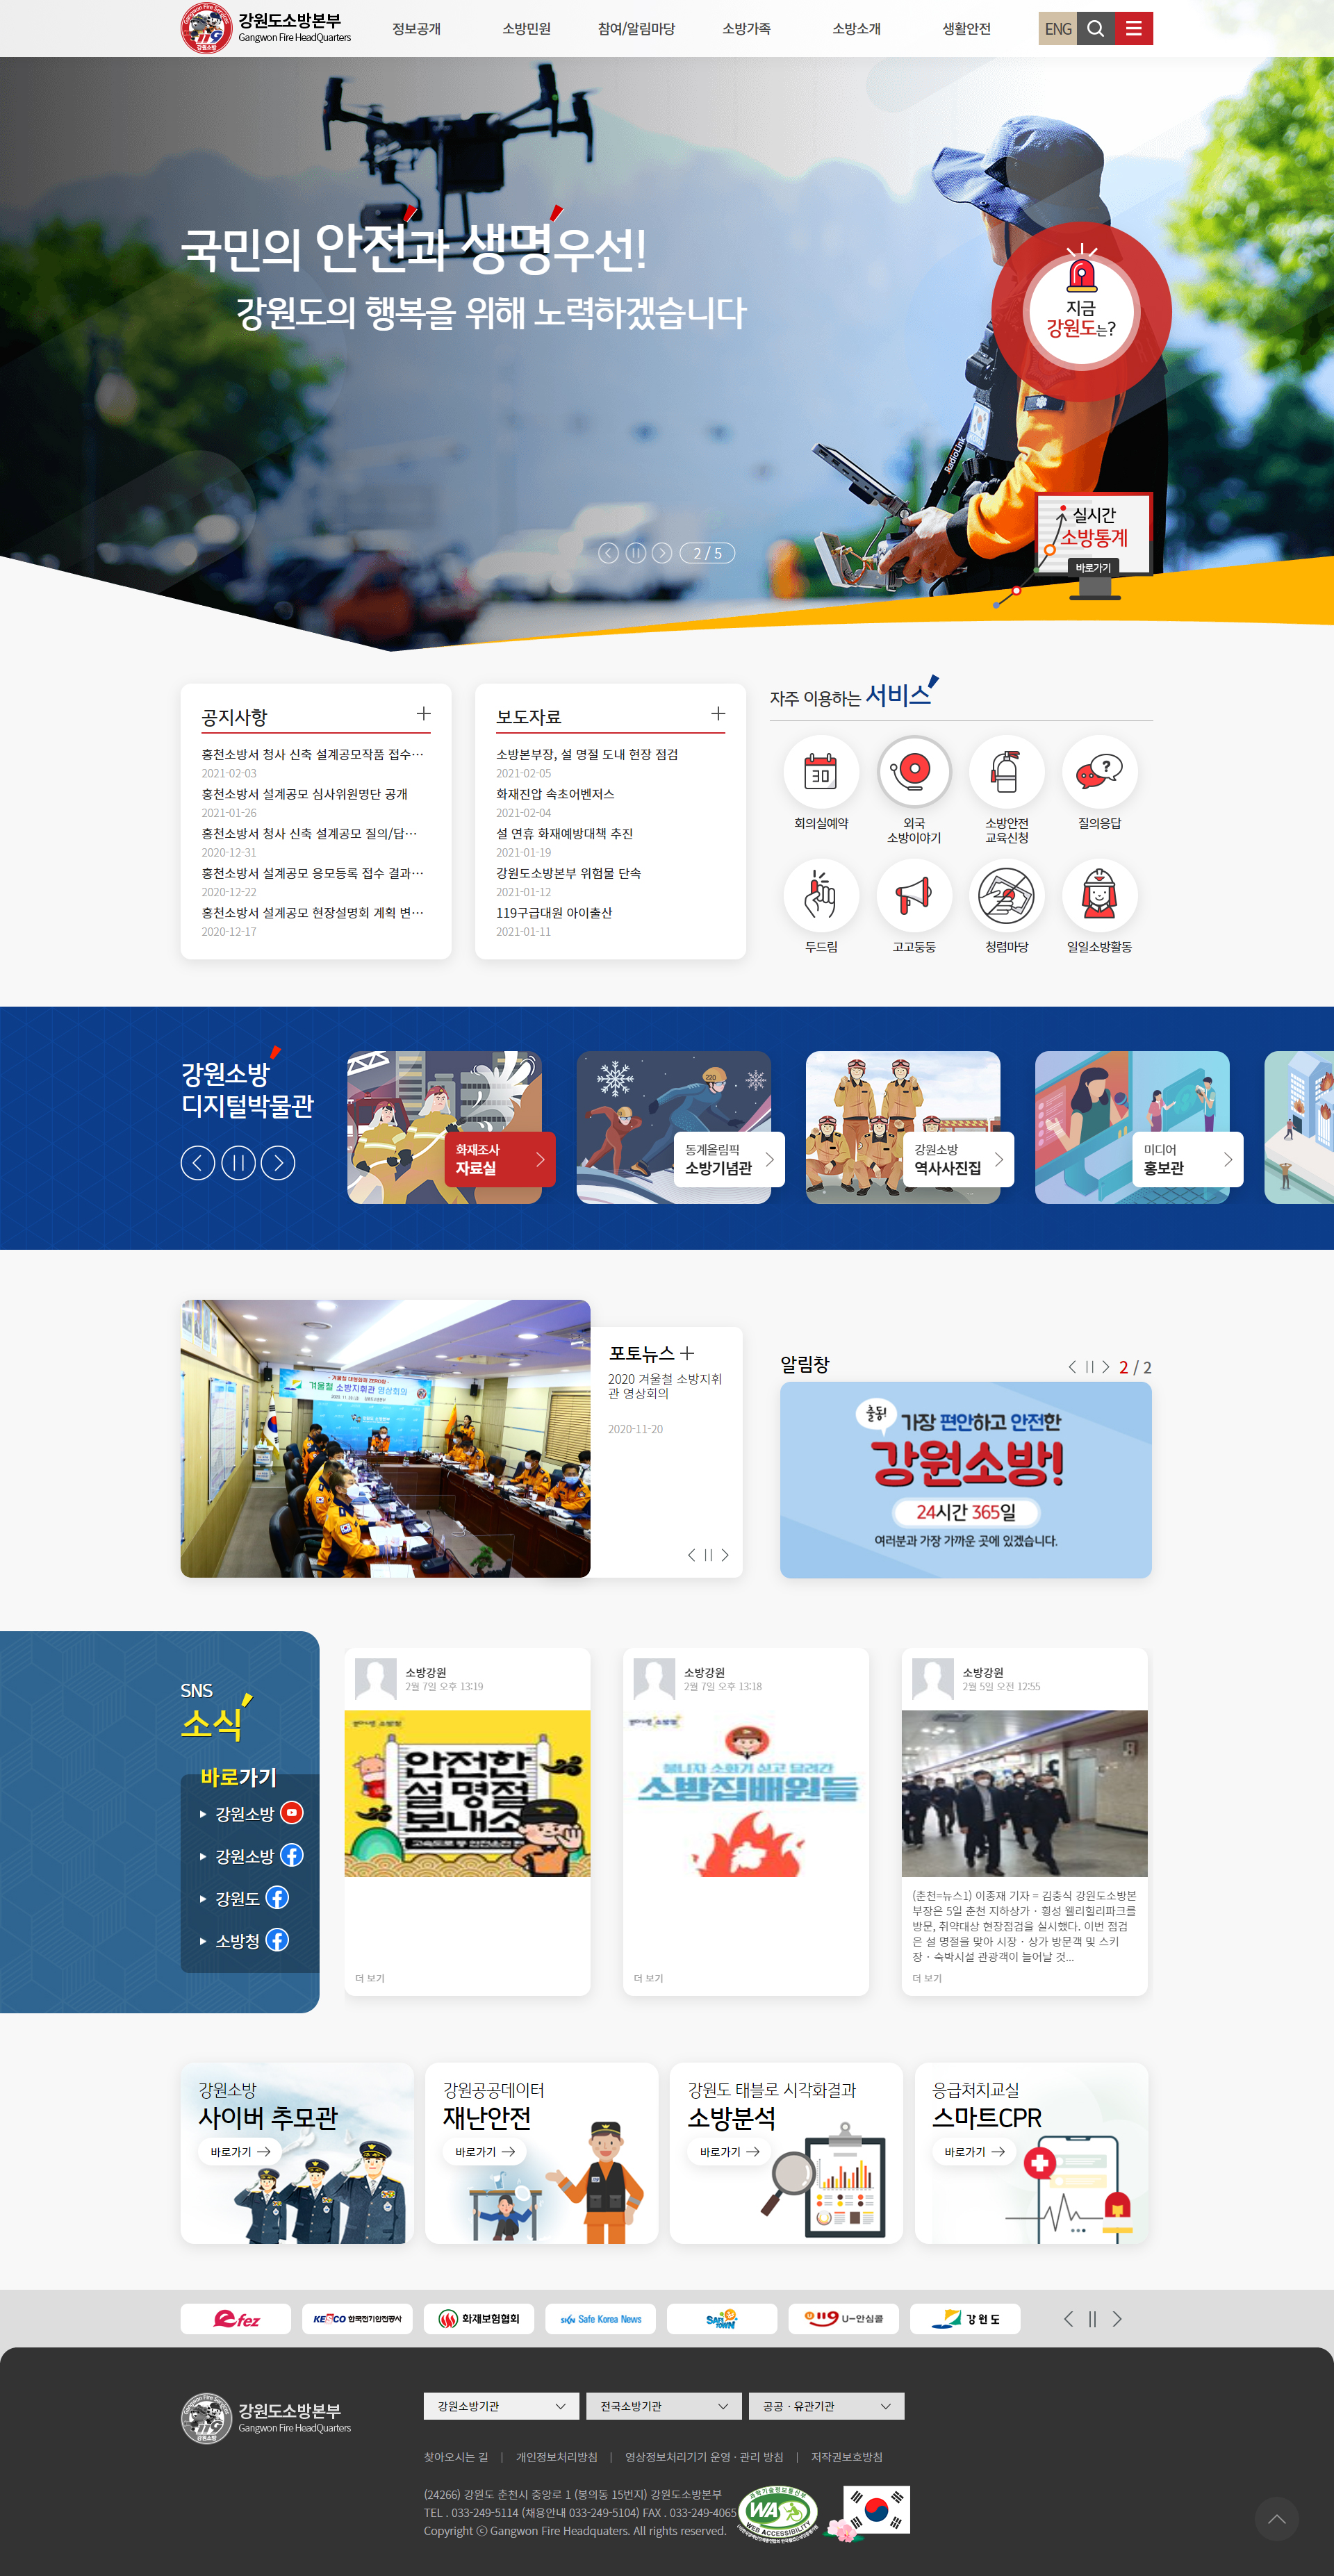 강원도소방본부
Gangwon Fire HeadQuarters
정보공개
소방민원
참여/알림마당
소방가족
소방소개
생활안전
ENG
국민의 안전과 생명우선!
강원도의 행복을 위해 노력하겠습니다
지금
강원도는?
RadioLink
실시간
소방통계
바로가기
2 / 5
공지사항
홍천소방서 청사 신축 설계공모작품 접수…
2021-02-03
홍천소방서 설계공모 심사위원명단 공개
2021-01-26
홍천소방서 청사 신축 설계공모 질의/답…
2020-12-31
홍천소방서 설계공모 응모등록 접수 결과…
2020-12-22
홍천소방서 설계공모 현장설명회 계획 변…
2020-12-17
보도자료
소방본부장, 설 명절 도내 현장 점검
2021-02-05
화재진압 속초어벤저스
2021-02-04
설 연휴 화재예방대책 추진
2021-01-19
강원도소방본부 위험물 단속
2021-01-12
119구급대원 아이출산
2021-01-11
자주 이용하는 서비스
30
회의실예약
외국
소방이야기
소방안전
교육신청
질의응답
두드림
고고둥둥
청렴마당
일일소방활동
강원소방
디지털박물관
화재조사
자료실
220
동계올림픽
소방기념관
강원소방
역사사진집
미디어
홍보관
겨울철 소방지휘관 영상회의
포토뉴스
2020 겨울철 소방지휘
관 영상회의
2020-11-20
알림창
2 / 2
출동!
가장 편안하고 안전한
강원소방!
24시간 365일
여러분과 가장 가까운 곳에 있겠습니다.
SNS
소식
바로가기
강원소방
강원소방
강원도
소방청
소방강원
2월 7일 오후 13:19
안전한
설 명절
보내소
더 보기
소방강원
2월 7일 오후 13:18
불나자 소화기 싣고 달려간
소방집배원들
더 보기
소방강원
2월 5일 오전 12:55
(춘천=뉴스1) 이종재 기자 = 김충식 강원도소방본
부장은 5일 춘천 지하상가 · 횡성 웰리힐리파크를
방문, 취약대상 현장점검을 실시했다. 이번 점검
은 설 명절을 맞아 시장 · 상가 방문객 및 스키
장 · 숙박시설 관광객이 늘어날 것...
더 보기
강원소방
사이버 추모관
바로가기
강원공공데이터
재난안전
바로가기
강원도 태블로 시각화결과
소방분석
바로가기
응급처치교실
스마트CPR
바로가기
efez
KESCO 한국전기안전공사
화재보험협회
SKN Safe Korea News
SAFE TOWN
u119 U-안심콜
강원도
강원도소방본부
Gangwon Fire HeadQuarters
강원소방기관
전국소방기관
공공 · 유관기관
찾아오시는 길
개인정보처리방침
영상정보처리기기 운영 · 관리 방침
저작권보호방침
(24266) 강원도 춘천시 중앙로 1 (봉의동 15번지) 강원도소방본부
TEL . 033-249-5114 (채용안내 033-249-5104) FAX . 033-249-4065
Copyright ⓒ Gangwon Fire Headquaters. All rights reserved.
과학기술정보통신부
WA
WEB ACCESSIBILITY